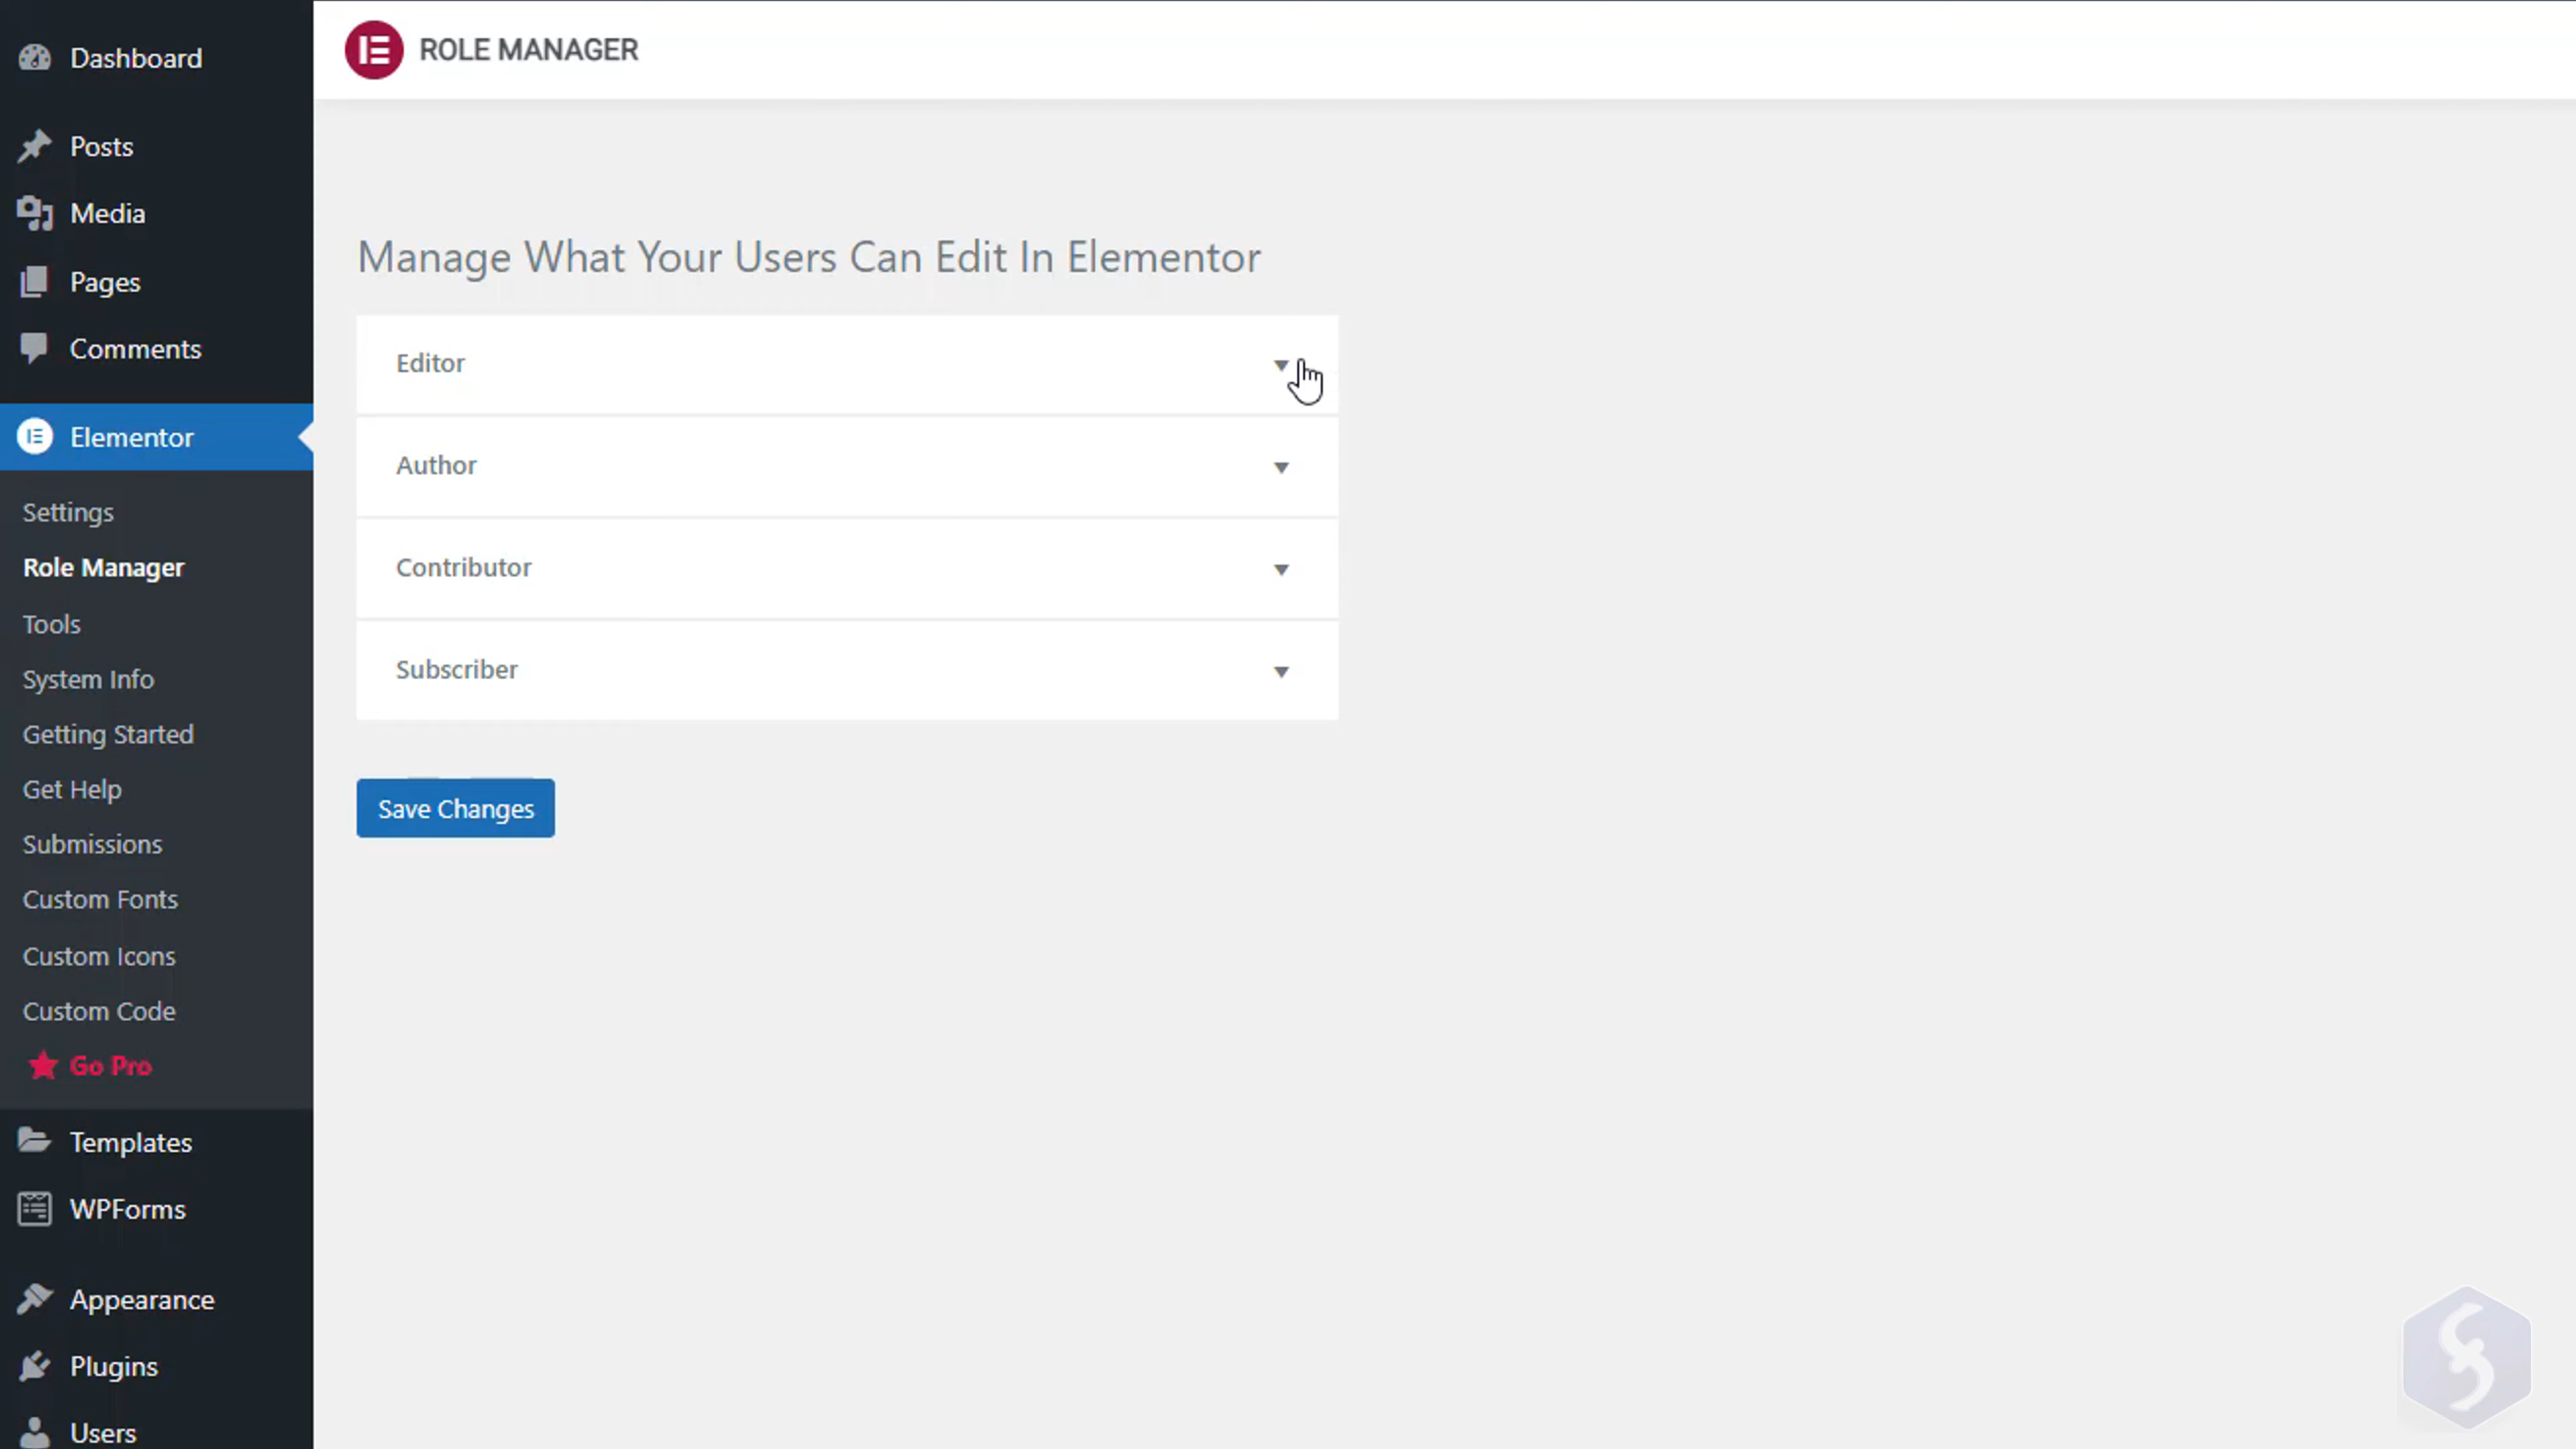 Dashboard
Posts
Media
Pages
Comments
Elementor
Settings
Role Manager
Tools
System Info
Getting Started
Get Help
Submissions
Custom Fonts
Custom Icons
Custom Code
Go Pro
Templates
WPForms
Appearance
Plugins
Users
ROLE MANAGER
Manage What Your Users Can Edit In Elementor
Editor
Author
Contributor
Subscriber
Save Changes